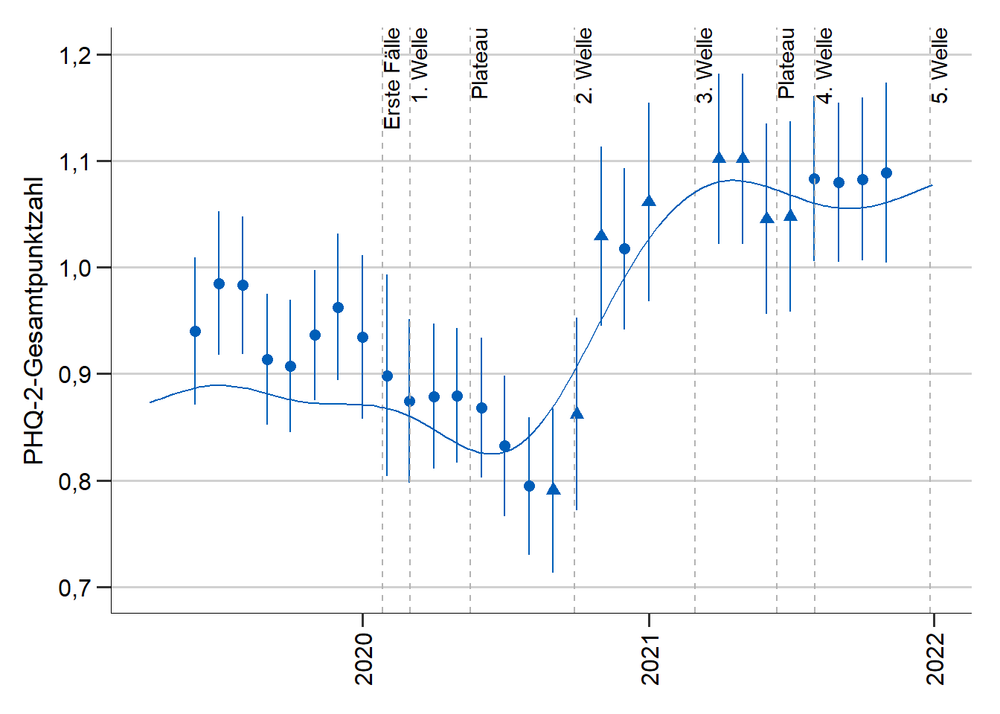 Erste Fälle
1. Welle
Plateau
2. Welle
3. Welle
Plateau
4. Welle
5. Welle
PHQ-2-Gesamtpunktzahl
1,2
1,1
1,0
0,9
0,8
0,7
2020
2021
2022